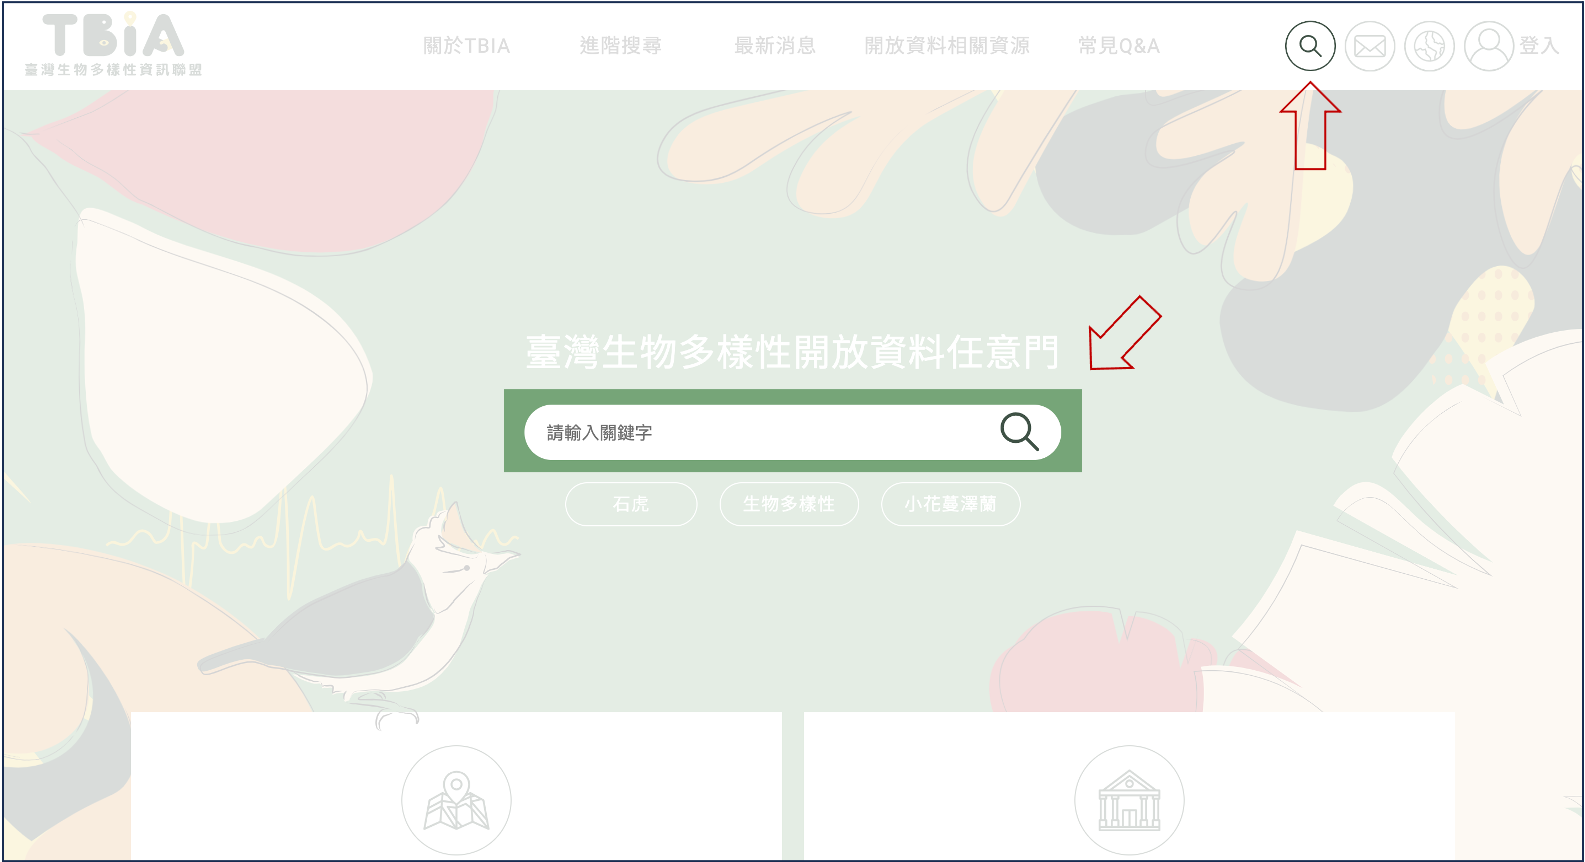 TBiA
臺灣生物多樣性資訊聯盟
關於TBIA
進階搜尋
最新消息
開放資料相關資源
常見Q&A
登入
臺灣生物多樣性開放資料任意門
請輸入關鍵字
石虎
生物多樣性
小花蔓澤蘭